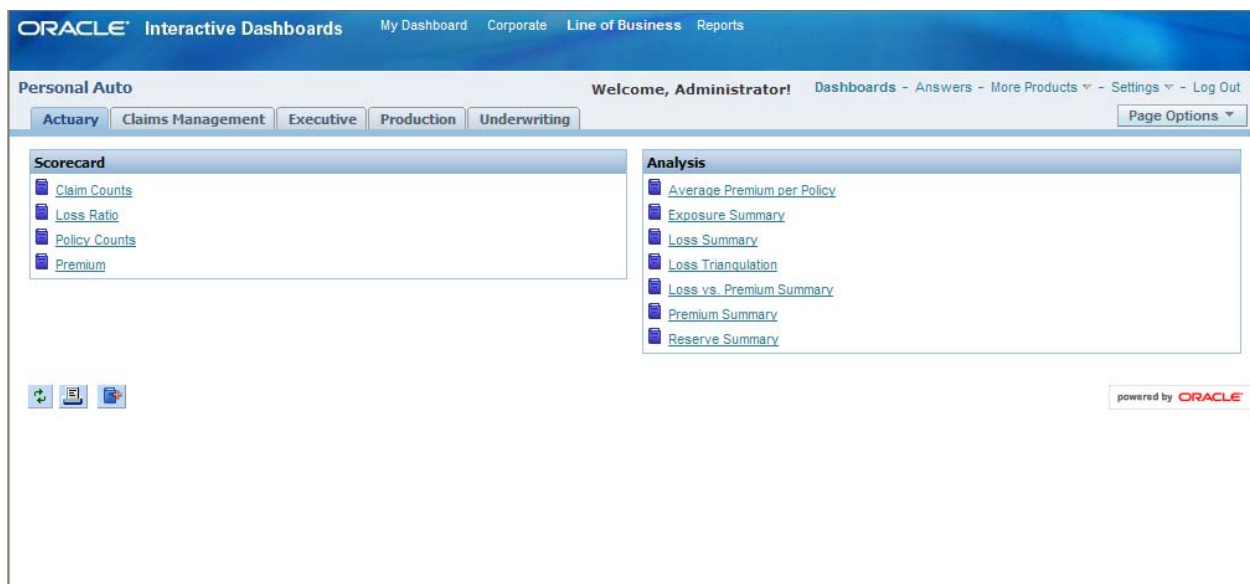 ORACLE Interactive Dashboards My Dashboard Corporate Line of Business Reports
Personal Auto Welcome, Administrator! Dashboards - Answers - More Products - Settings - Log Out
Actuary Claims Management Executive Production Underwriting Page Options
Scorecard
Claim Counts
Loss Ratio
Policy Counts
Premium
Analysis
Average Premium per Policy
Exposure Summary
Loss Summary
Loss Triangulation
Loss vs. Premium Summary
Premium Summary
Reserve Summary
powered by ORACLE